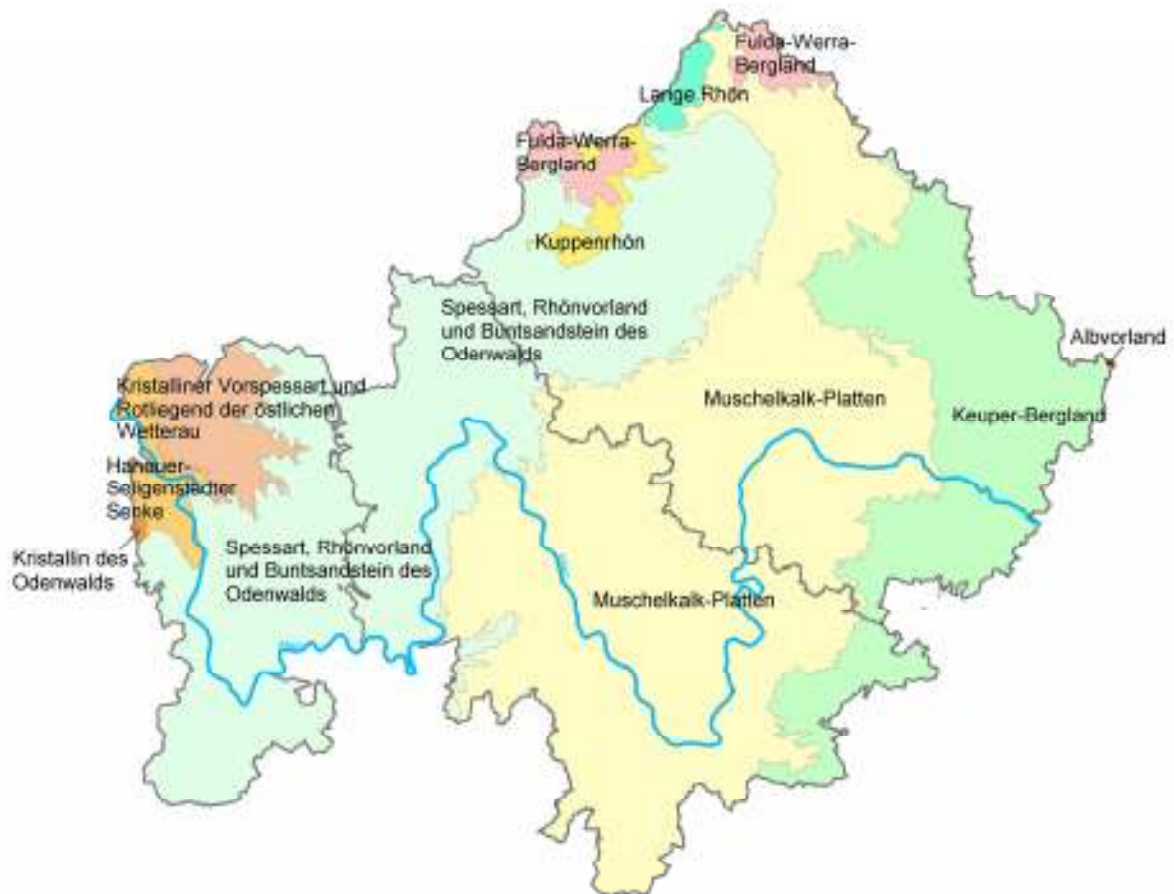 Fulda-Werra-
Bergland
Lange Rhön
Fulda-Werra-
Bergland
Kuppenrhön
Spessart, Rhönvorland
und Buntsandstein des
Odenwalds
Albvorland
Kristalliner Vorspessart und
Rotliegend der östlichen
Wetterau
Muschelkalk-Platten
Keuper-Bergland
Hanauer-
Seligenstädter
Senke
Kristallin des
Odenwalds
Spessart, Rhönvorland
und Buntsandstein des
Odenwalds
Muschelkalk-Platten